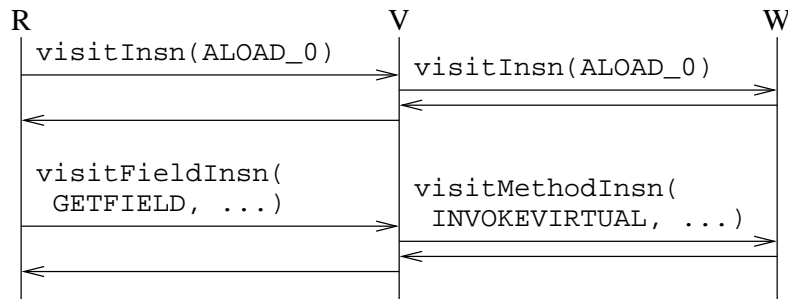 R V W
visitInsn(ALOAD_0)
visitInsn(ALOAD_0)
visitFieldInsn(
GETFIELD, ...)
visitMethodInsn(
INVOKEVIRTUAL, ...)